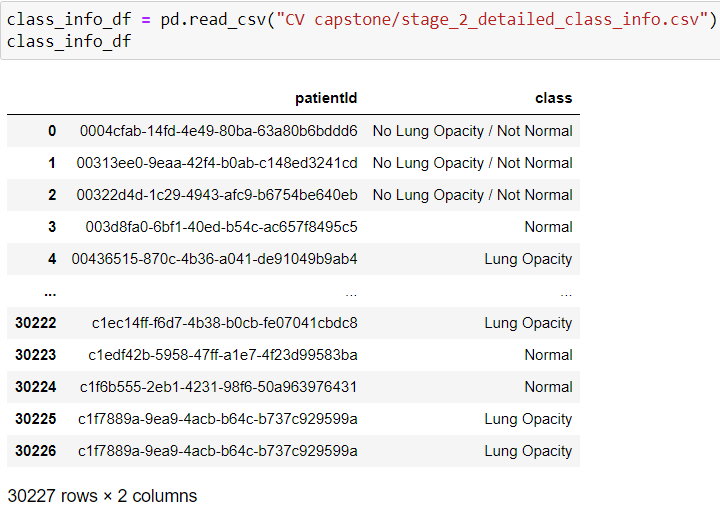 class_info_df = pd.read_csv("CV capstone/stage_2_detailed_class_info.csv")
class_info_df
patientId class
0 0004cfab-14fd-4e49-80ba-63a80b6bddd6 No Lung Opacity / Not Normal
1 00313ee0-9eaa-42f4-b0ab-c148ed3241cd No Lung Opacity / Not Normal
2 00322d4d-1c29-4943-afc9-b6754be640eb No Lung Opacity / Not Normal
3 003d8fa0-6bf1-40ed-b54c-ac657f8495c5 Normal
4 00436515-870c-4b36-a041-de91049b9ab4 Lung Opacity
... ... ...
30222 c1ec14ff-f6d7-4b38-b0cb-fe07041cbdc8 Lung Opacity
30223 c1edf42b-5958-47ff-a1e7-4f23d99583ba Normal
30224 c1f6b555-2eb1-4231-98f6-50a963976431 Normal
30225 c1f7889a-9ea9-4acb-b64c-b737c929599a Lung Opacity
30226 c1f7889a-9ea9-4acb-b64c-b737c929599a Lung Opacity
30227 rows × 2 columns